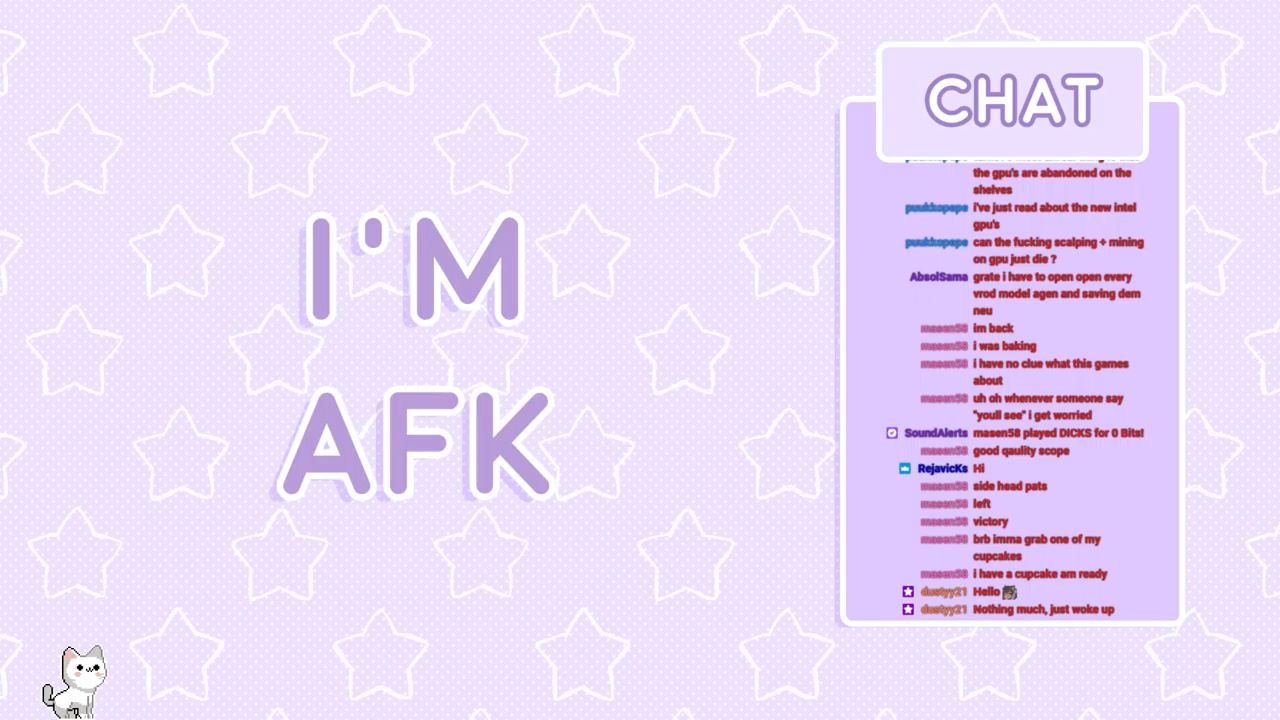 CHAT
I'M
AFK
the gpu's are abandoned on the
shelves
puukkopepe i've just read about the new intel
gpu's
puukkopepe can the fucking scalping + mining
on gpu just die ?
AbsolSama grate i have to open open every
vrod model agen and saving dem
neu
masen58 im back
masen58 i was baking
masen58 i have no clue what this games
about
masen58 uh oh whenever someone say
"youll see" i get worried
SoundAlerts masen58 played DICKS for 0 Bits!
masen58 good qaulity scope
RejavicKs Hi
masen58 side head pats
masen58 left
masen58 victory
masen58 brb imma grab one of my
cupcakes
masen58 i have a cupcake am ready
dustyy21 Hello
dustyy21 Nothing much, just woke up